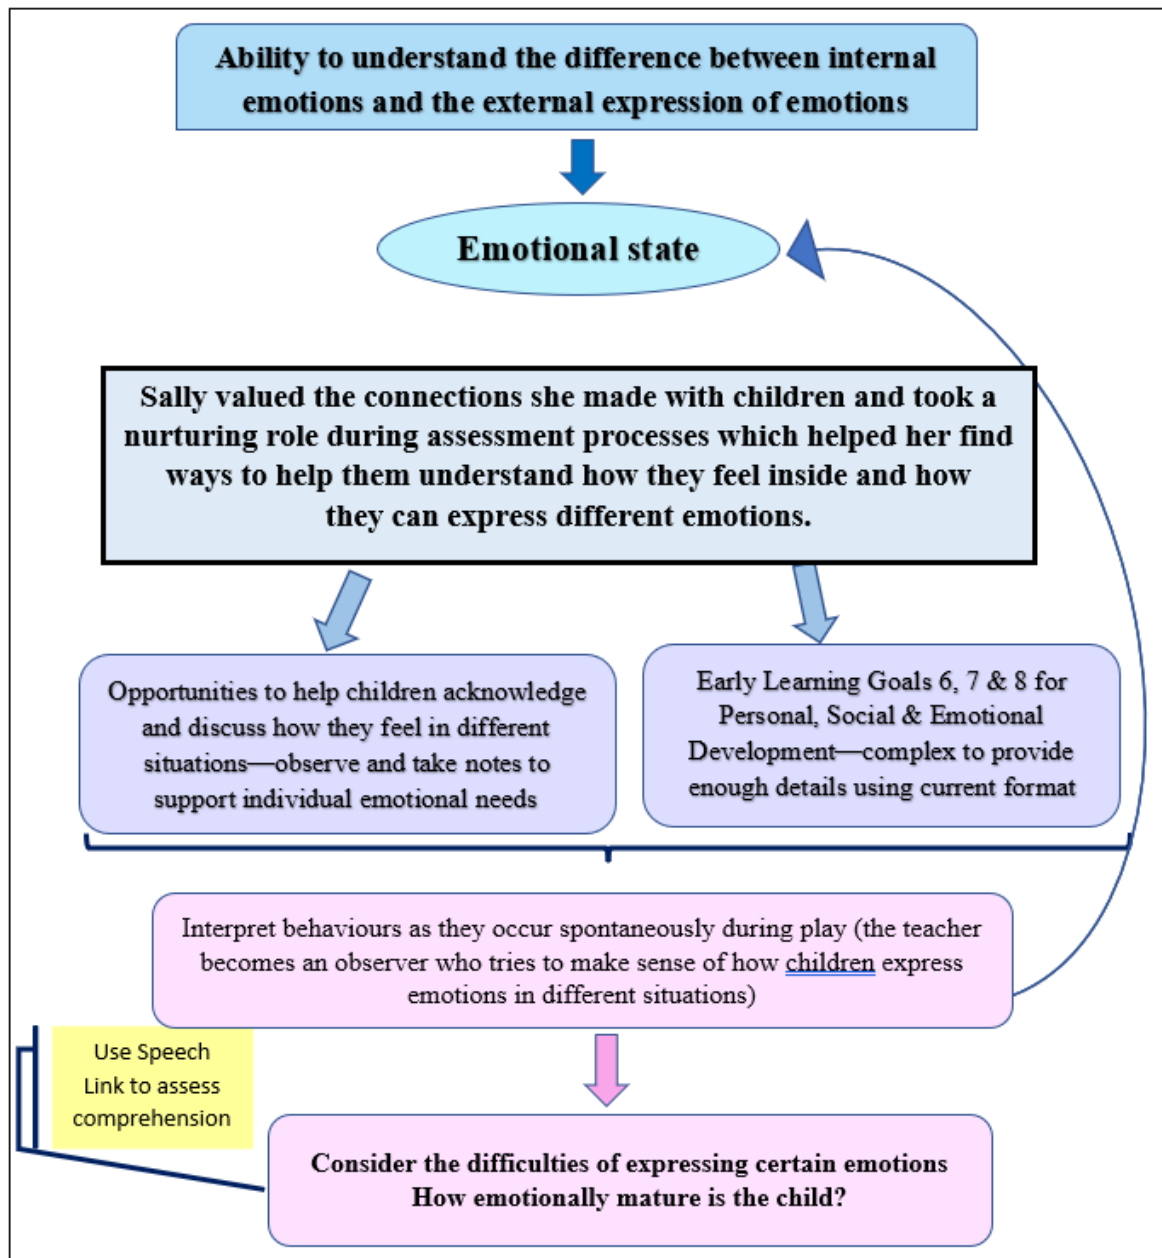 Ability to understand the difference between internal
emotions and the external expression of emotions
Emotional state
Sally valued the connections she made with children and took a
nurturing role during assessment processes which helped her find
ways to help them understand how they feel inside and how
they can express different emotions.
Opportunities to help children acknowledge
and discuss how they feel in different
situations—observe and take notes to
support individual emotional needs
Early Learning Goals 6, 7 & 8 for
Personal, Social & Emotional
Development—complex to provide
enough details using current format
Interpret behaviours as they occur spontaneously during play (the teacher
becomes an observer who tries to make sense of how children express
emotions in different situations)
Use Speech
Link to assess
comprehension
Consider the difficulties of expressing certain emotions
How emotionally mature is the child?